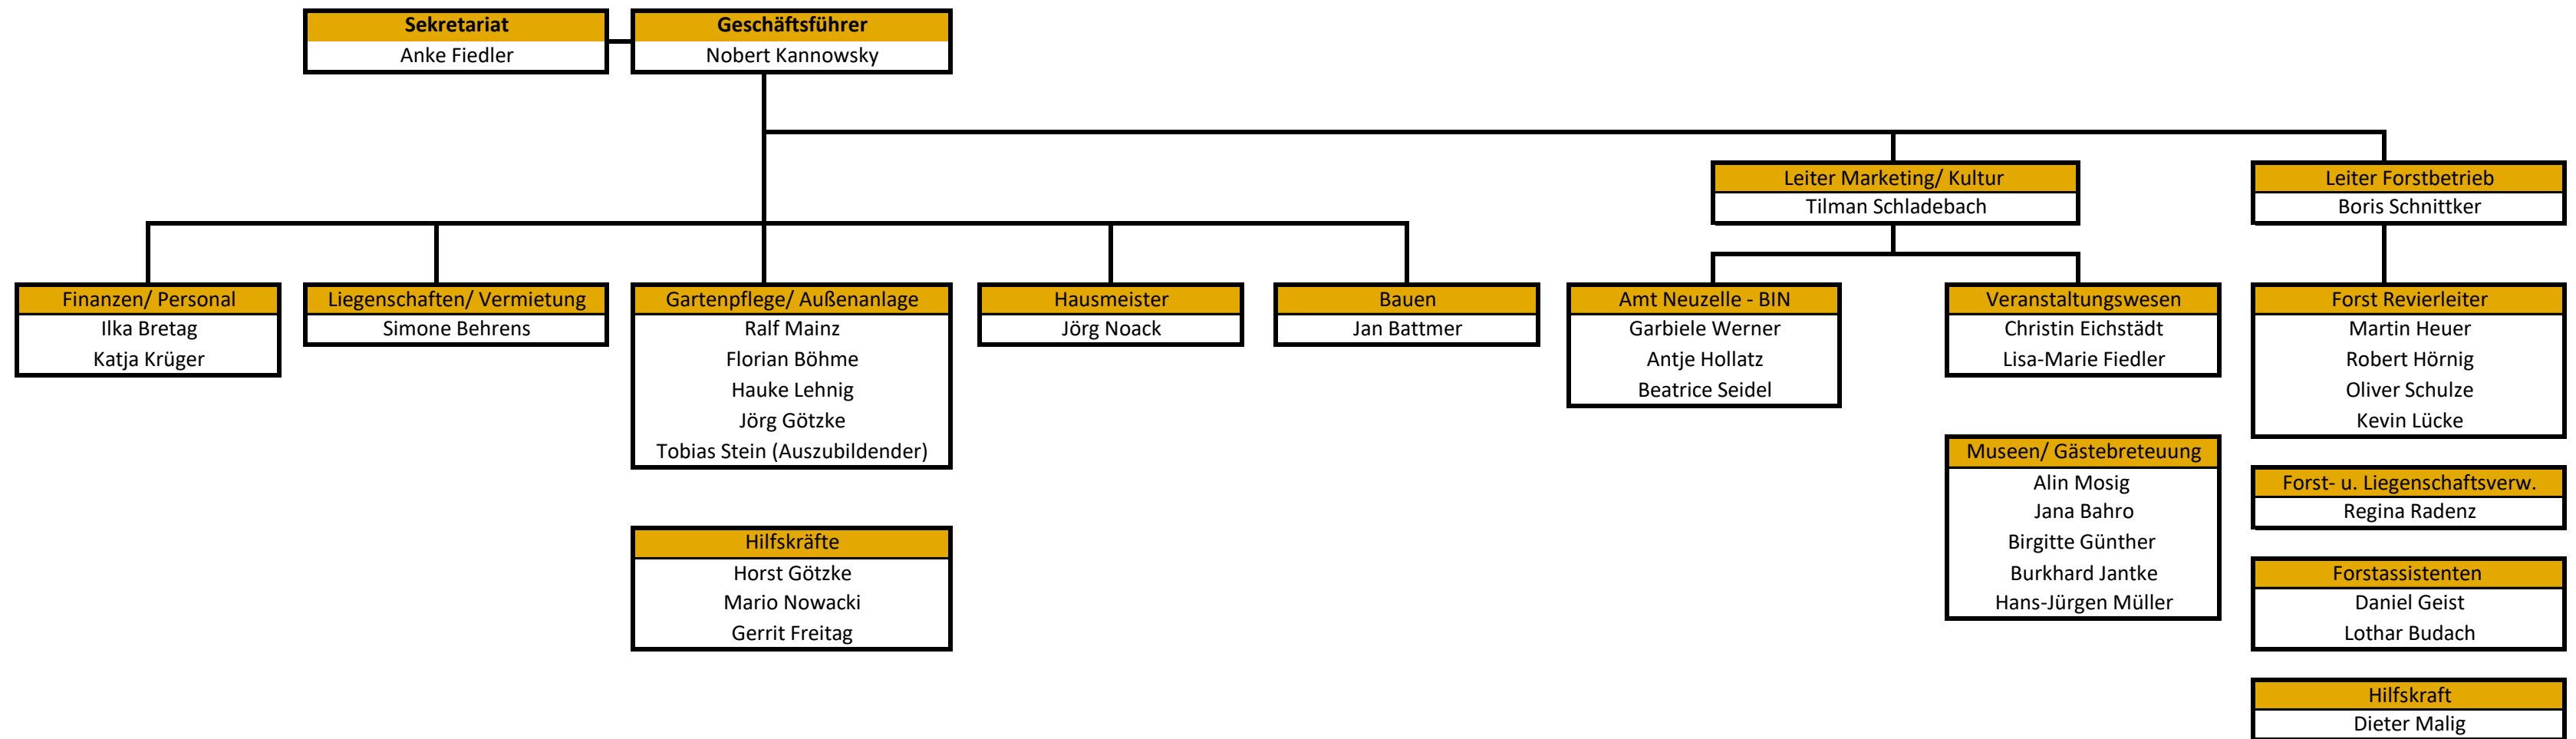 Sekretariat
Anke Fiedler
Geschäftsführer
Nobert Kannowsky
Leiter Marketing/ Kultur
Tilman Schladebach
Leiter Forstbetrieb
Boris Schnittker
Finanzen/ Personal
Ilka Bretag
Katja Krüger
Liegenschaften/ Vermietung
Simone Behrens
Gartenpflege/ Außenanlage
Ralf Mainz
Florian Böhme
Hauke Lehnig
Jörg Götzke
Tobias Stein (Auszubildender)
Hilfskräfte
Horst Götzke
Mario Nowacki
Gerrit Freitag
Hausmeister
Jörg Noack
Bauen
Jan Battmer
Amt Neuzelle - BIN
Garbiele Werner
Antje Hollatz
Beatrice Seidel
Veranstaltungswesen
Christin Eichstädt
Lisa-Marie Fiedler
Museen/ Gästebreteuung
Alin Mosig
Jana Bahro
Birgitte Günther
Burkhard Jantke
Hans-Jürgen Müller
Forst Revierleiter
Martin Heuer
Robert Hörnig
Oliver Schulze
Kevin Lücke
Forst- u. Liegenschaftsverw.
Regina Radenz
Forstassistenten
Daniel Geist
Lothar Budach
Hilfskraft
Dieter Malig